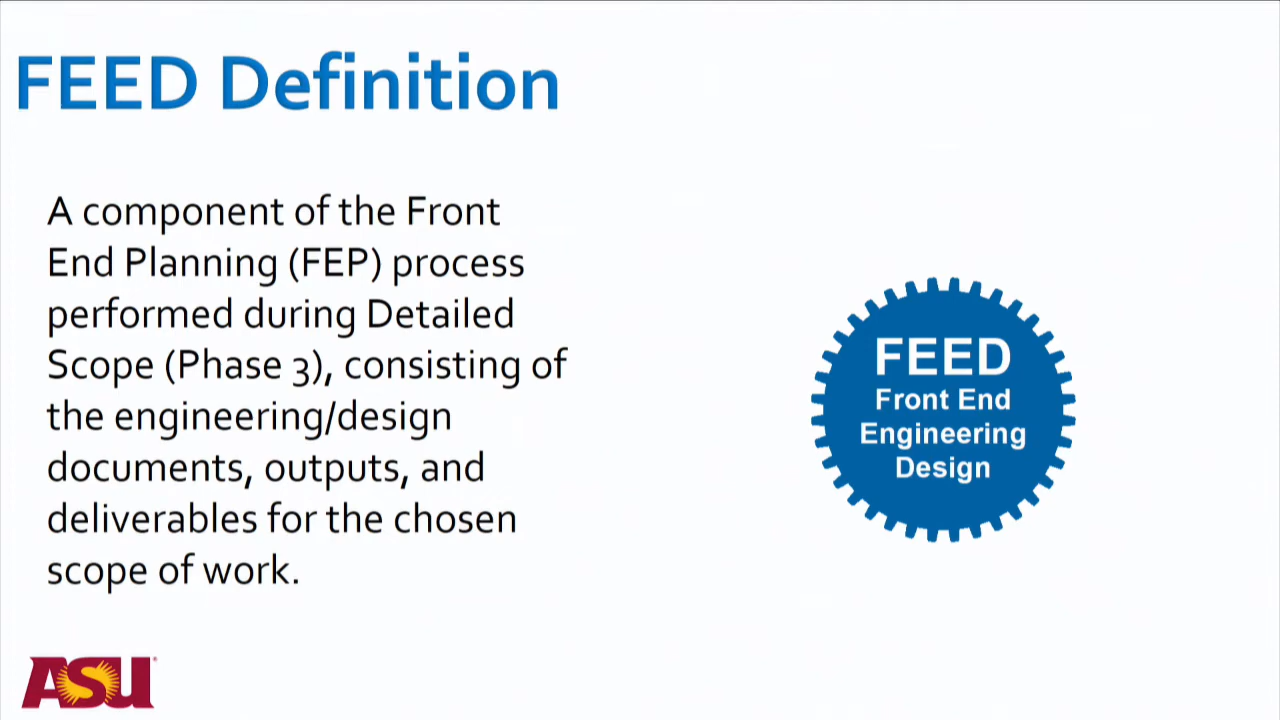 FEED Definition
A component of the Front
End Planning (FEP) process
performed during Detailed
Scope (Phase 3), consisting of
the engineering/design
documents, outputs, and
deliverables for the chosen
scope of work.
FEED
Front End
Engineering
Design
ASU